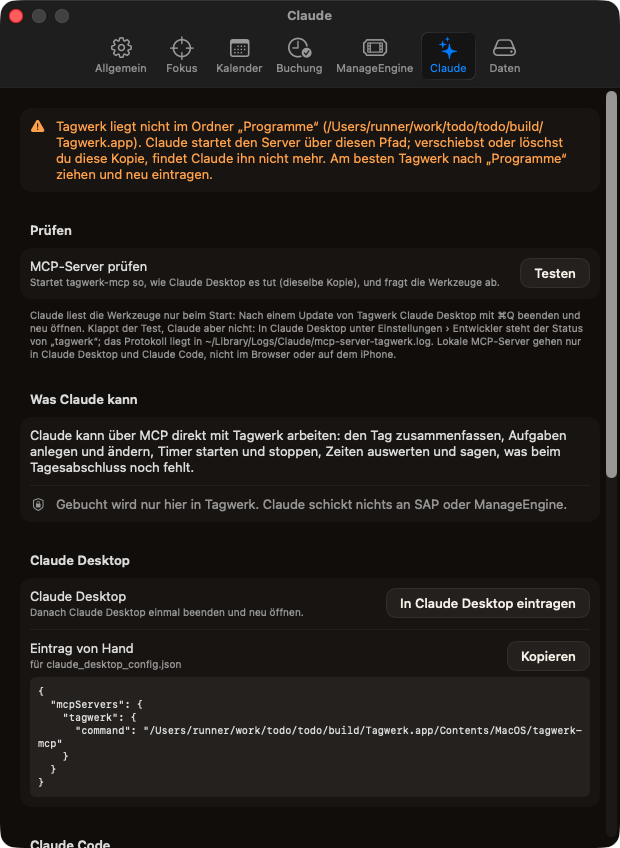 Claude
Allgemein
Fokus
Kalender
Buchung
ManageEngine
Claude
Daten
Tagwerk liegt nicht im Ordner „Programme“ (/Users/runner/work/todo/todo/build/
Tagwerk.app). Claude startet den Server über diesen Pfad; verschiebst oder löschst
du diese Kopie, findet Claude ihn nicht mehr. Am besten Tagwerk nach „Programme“
ziehen und neu eintragen.
Prüfen
MCP-Server prüfen
Startet tagwerk-mcp so, wie Claude Desktop es tut (dieselbe Kopie), und fragt die Werkzeuge ab.
Testen
Claude liest die Werkzeuge nur beim Start: Nach einem Update von Tagwerk Claude Desktop mit ⌘Q beenden und
neu öffnen. Klappt der Test, Claude aber nicht: In Claude Desktop unter Einstellungen › Entwickler steht der Status
von „tagwerk“; das Protokoll liegt in ~/Library/Logs/Claude/mcp-server-tagwerk.log. Lokale MCP-Server gehen nur
in Claude Desktop und Claude Code, nicht im Browser oder auf dem iPhone.
Was Claude kann
Claude kann über MCP direkt mit Tagwerk arbeiten: den Tag zusammenfassen, Aufgaben
anlegen und ändern, Timer starten und stoppen, Zeiten auswerten und sagen, was beim
Tagesabschluss noch fehlt.
Gebucht wird nur hier in Tagwerk. Claude schickt nichts an SAP oder ManageEngine.
Claude Desktop
Claude Desktop
Danach Claude Desktop einmal beenden und neu öffnen.
In Claude Desktop eintragen
Eintrag von Hand
für claude_desktop_config.json
Kopieren
{
"mcpServers": {
"tagwerk": {
"command": "/Users/runner/work/todo/todo/build/Tagwerk.app/Contents/MacOS/tagwerk-
mcp"
}
}
}
Claude Code